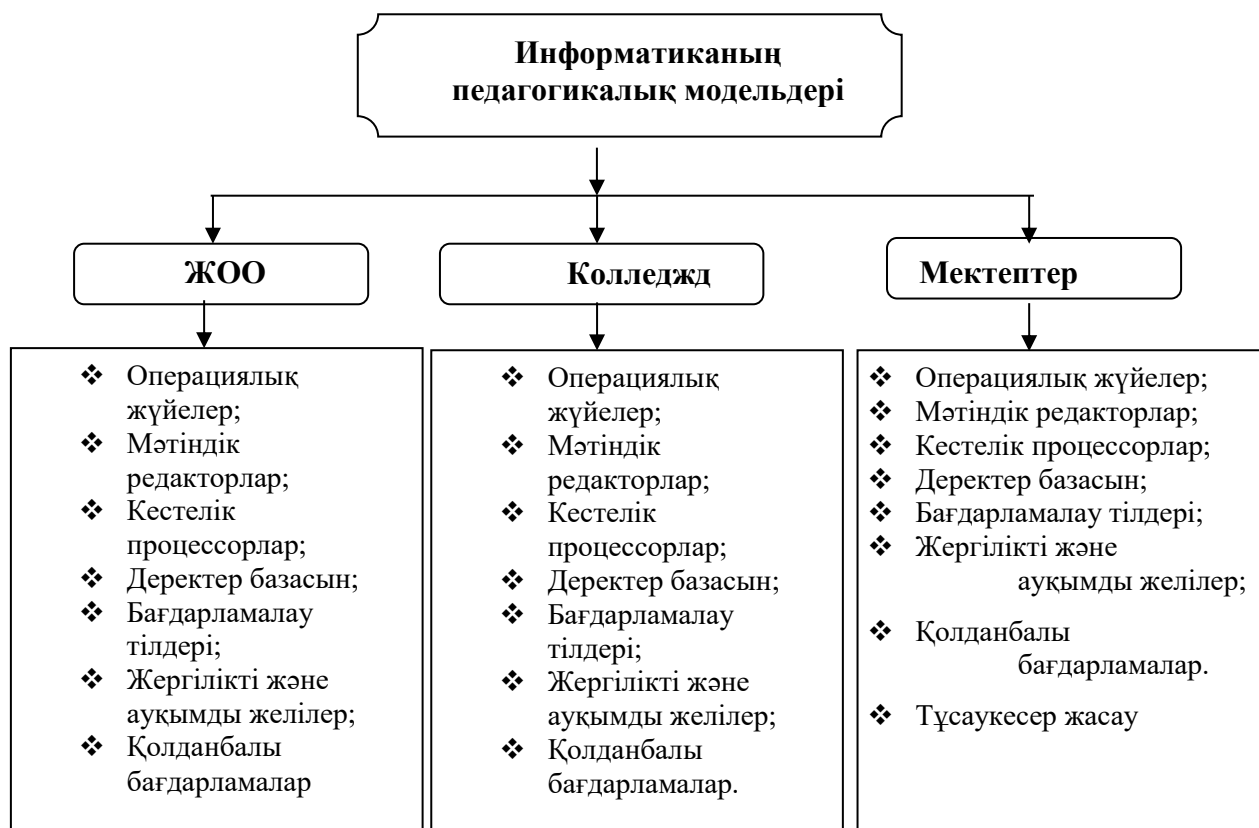 Информатиканың
педагогикалық модельдері
ЖОО
Колледжд
Мектептер
❖ Операциялық
жүйелер;
❖ Мәтіндік
редакторлар;
❖ Кестелік
процессорлар;
❖ Деректер базасын;
❖ Бағдарламалау
тілдері;
❖ Жергілікті және
ауқымды желілер;
❖ Қолданбалы
бағдарламалар
❖ Операциялық
жүйелер;
❖ Мәтіндік
редакторлар;
❖ Кестелік
процессорлар;
❖ Деректер базасын;
❖ Бағдарламалау
тілдері;
❖ Жергілікті және
ауқымды желілер;
❖ Қолданбалы
бағдарламалар.
❖ Операциялық жүйелер;
❖ Мәтіндік редакторлар;
❖ Кестелік процессорлар;
❖ Деректер базасын;
❖ Бағдарламалау тілдері;
❖ Жергілікті және
ауқымды желілер;
❖ Қолданбалы
бағдарламалар.
❖ Тұсаукесер жасау